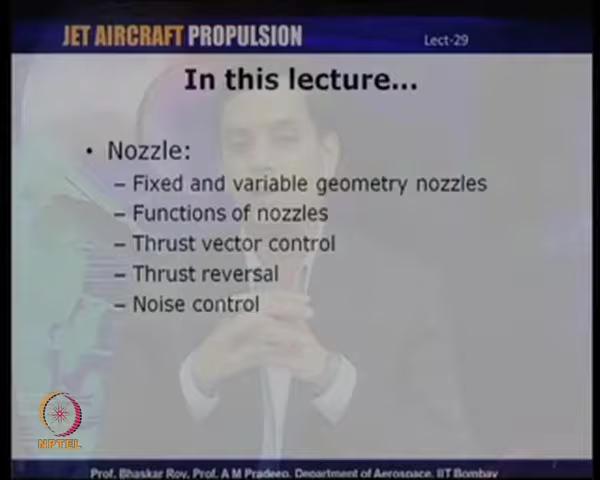 JET AIRCRAFT PROPULSION
Lect-29
In this lecture...
• Nozzle:
– Fixed and variable geometry nozzles
– Functions of nozzles
– Thrust vector control
– Thrust reversal
– Noise control
NPTEL
Prof. Bhaskar Roy, Prof. A M Pradeep, Department of Aerospace, IIT Bombay